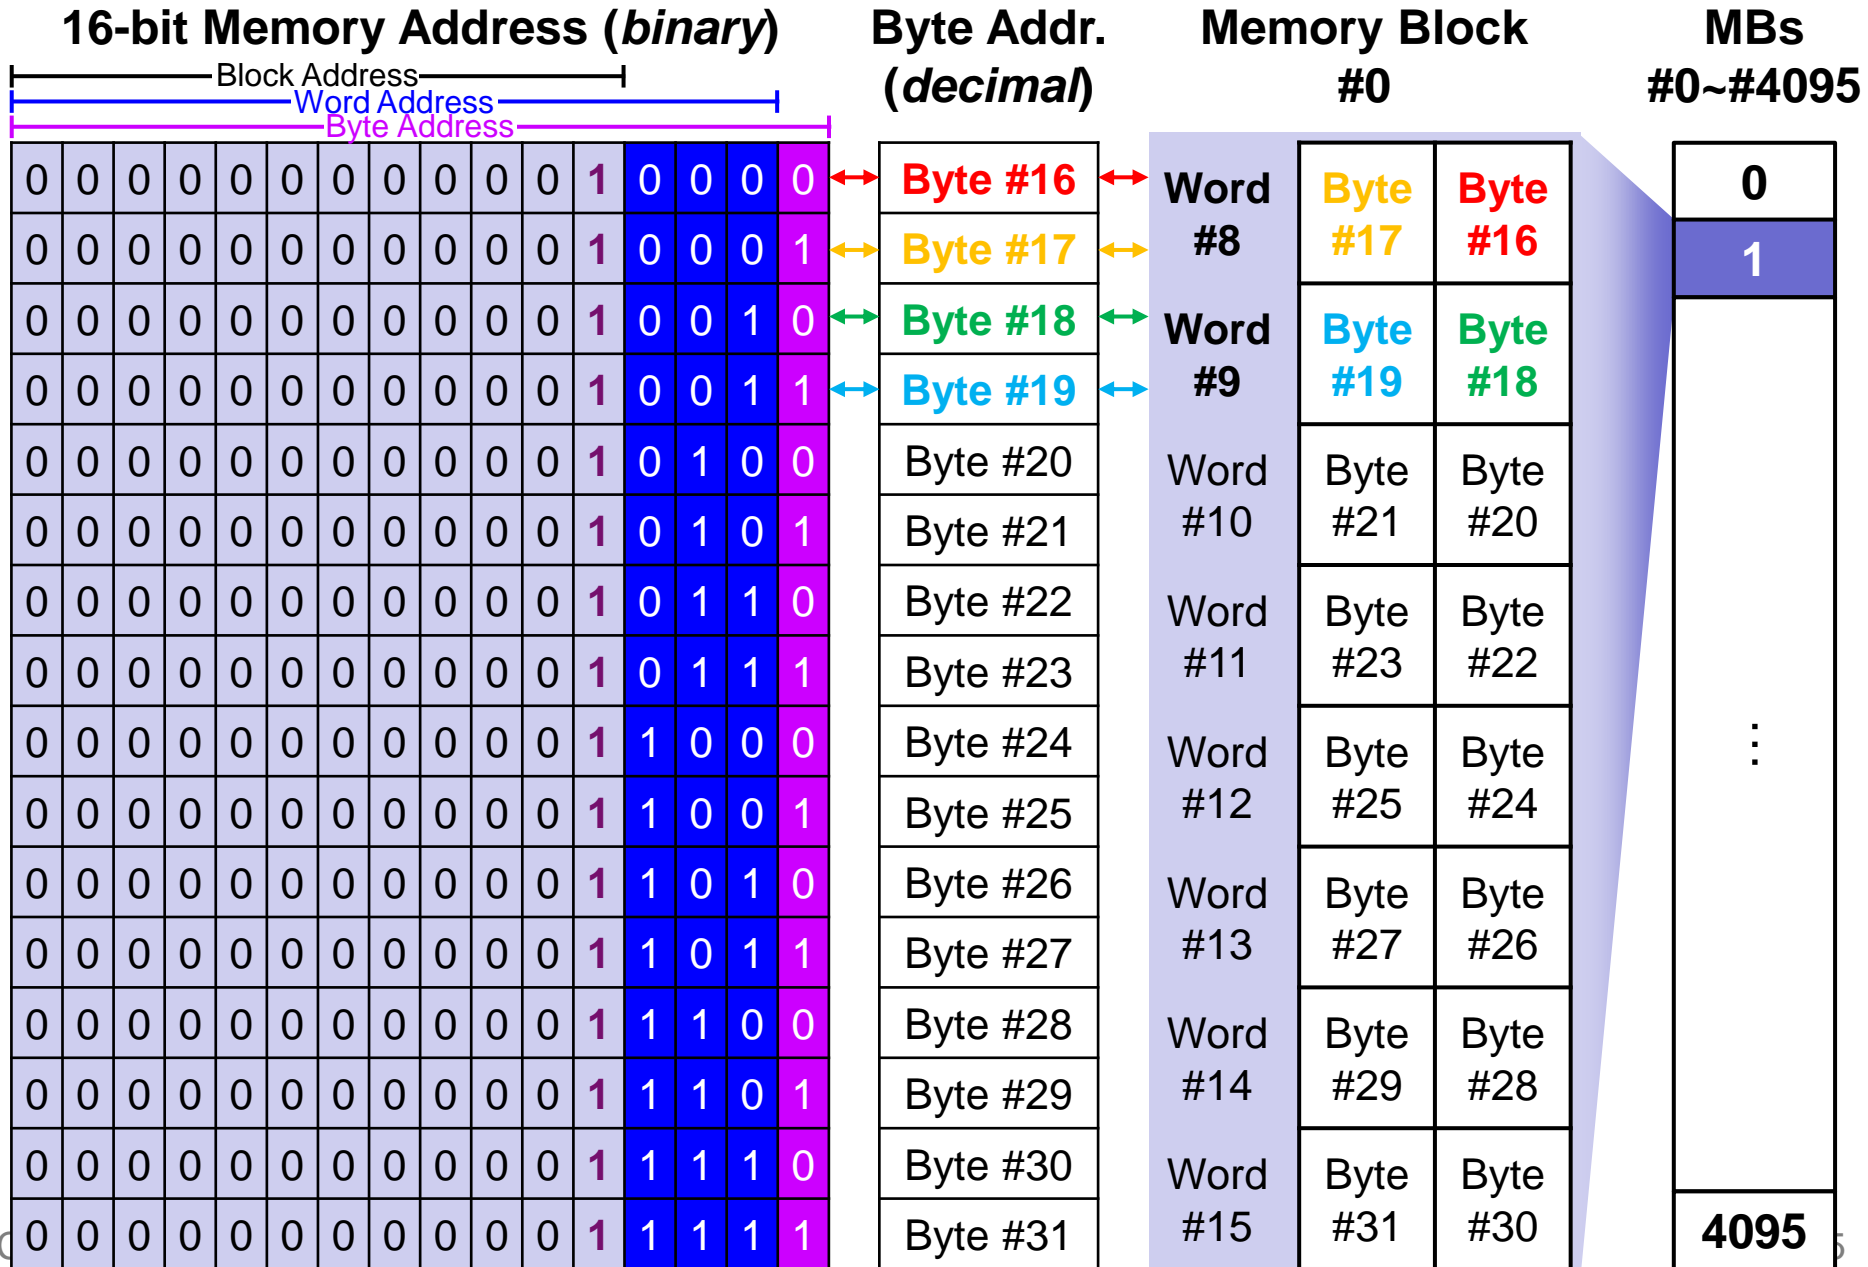 16-bit Memory Address (binary)
Byte Addr.
(decimal)
Memory Block
#0
MBs
#0~#4095
Block Address
Word Address
Byte Address
0 0 0 0 0 0 0 0 0 0 0 1 0 0 0 0
0 0 0 0 0 0 0 0 0 0 0 1 0 0 0 1
0 0 0 0 0 0 0 0 0 0 0 1 0 0 1 0
0 0 0 0 0 0 0 0 0 0 0 1 0 0 1 1
0 0 0 0 0 0 0 0 0 0 0 1 0 1 0 0
0 0 0 0 0 0 0 0 0 0 0 1 0 1 0 1
0 0 0 0 0 0 0 0 0 0 0 1 0 1 1 0
0 0 0 0 0 0 0 0 0 0 0 1 0 1 1 1
0 0 0 0 0 0 0 0 0 0 0 1 1 0 0 0
0 0 0 0 0 0 0 0 0 0 0 1 1 0 0 1
0 0 0 0 0 0 0 0 0 0 0 1 1 0 1 0
0 0 0 0 0 0 0 0 0 0 0 1 1 0 1 1
0 0 0 0 0 0 0 0 0 0 0 1 1 1 0 0
0 0 0 0 0 0 0 0 0 0 0 1 1 1 0 1
0 0 0 0 0 0 0 0 0 0 0 1 1 1 1 0
0 0 0 0 0 0 0 0 0 0 0 1 1 1 1 1
Byte #16
Byte #17
Byte #18
Byte #19
Byte #20
Byte #21
Byte #22
Byte #23
Byte #24
Byte #25
Byte #26
Byte #27
Byte #28
Byte #29
Byte #30
Byte #31
Word Byte Byte
#8 #17 #16
Word Byte Byte
#9 #19 #18
Word Byte Byte
#10 #21 #20
Word Byte Byte
#11 #23 #22
Word Byte Byte
#12 #25 #24
Word Byte Byte
#13 #27 #26
Word Byte Byte
#14 #29 #28
Word Byte Byte
#15 #31 #30
0
1
⋮
4095